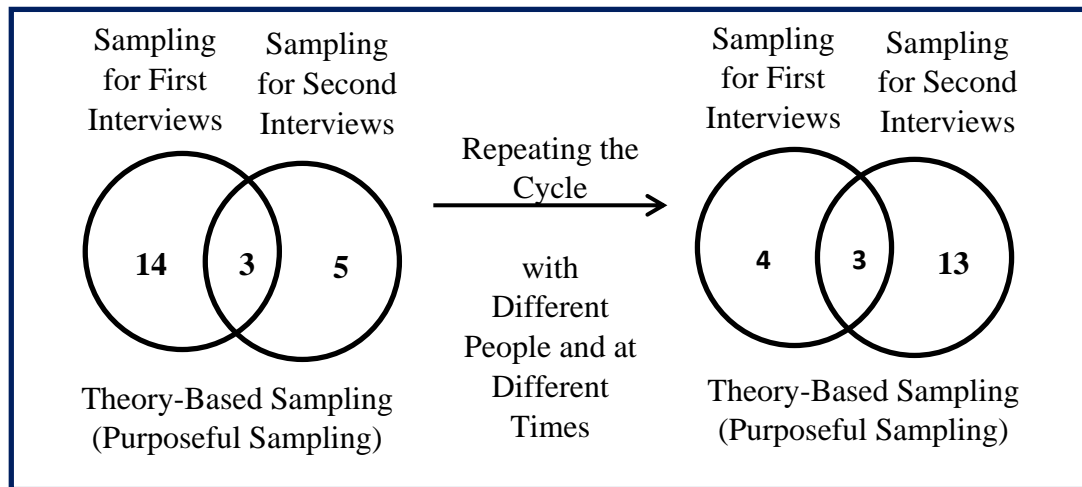 Sampling
for First
Interviews
Sampling
for Second
Interviews
14
3
5
Theory-Based Sampling
(Purposeful Sampling)
Repeating the
Cycle
with
Different
People and at
Different
Times
Sampling
for First
Interviews
Sampling
for Second
Interviews
4
3
13
Theory-Based Sampling
(Purposeful Sampling)